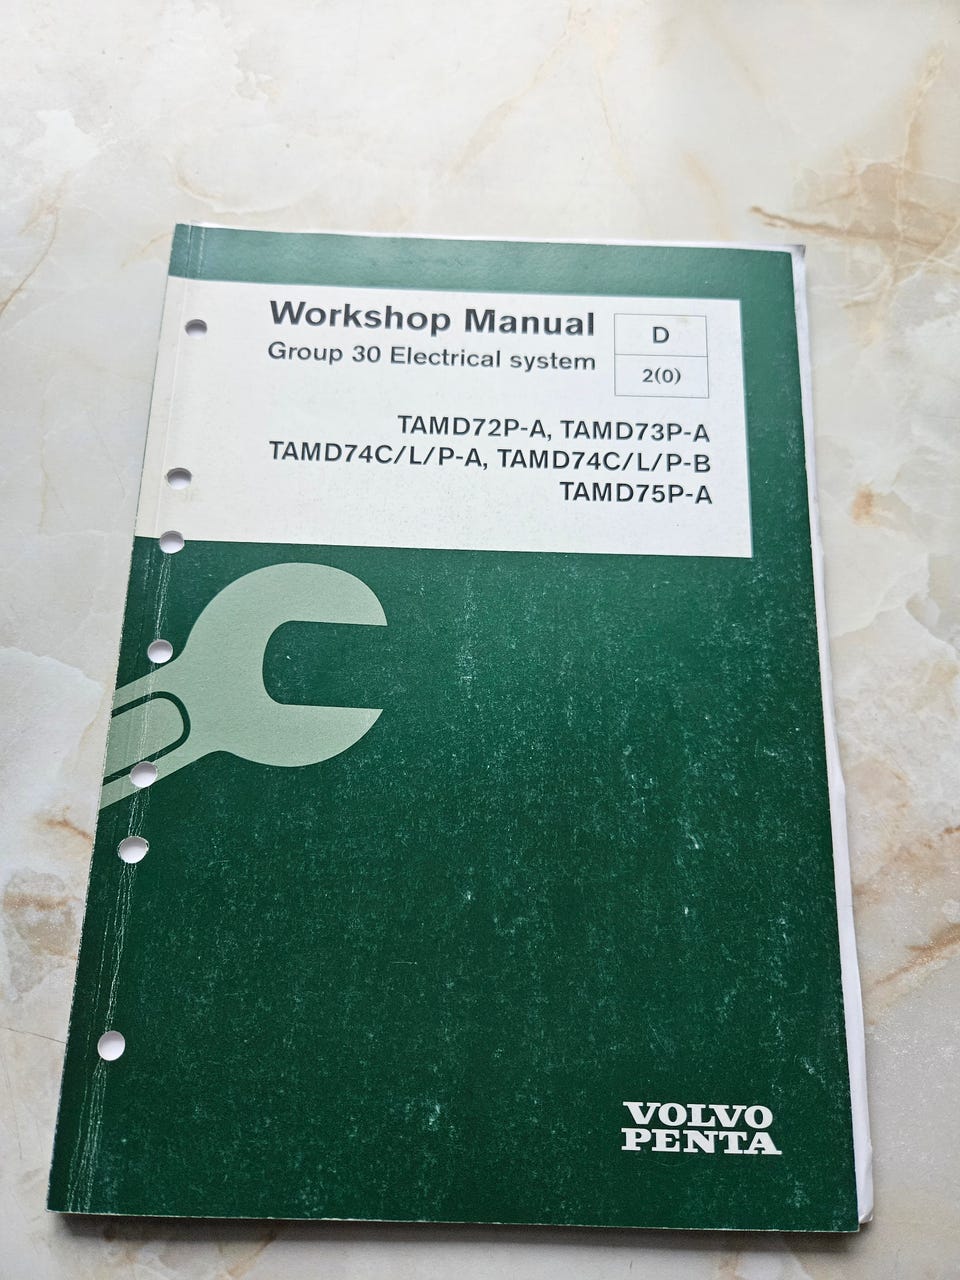 Workshop Manual
Group 30 Electrical system
D
2(0)
TAMD72P-A, TAMD73P-A
TAMD74C/L/P-A, TAMD74C/L/P-B
TAMD75P-A
VOLVO
PENTA